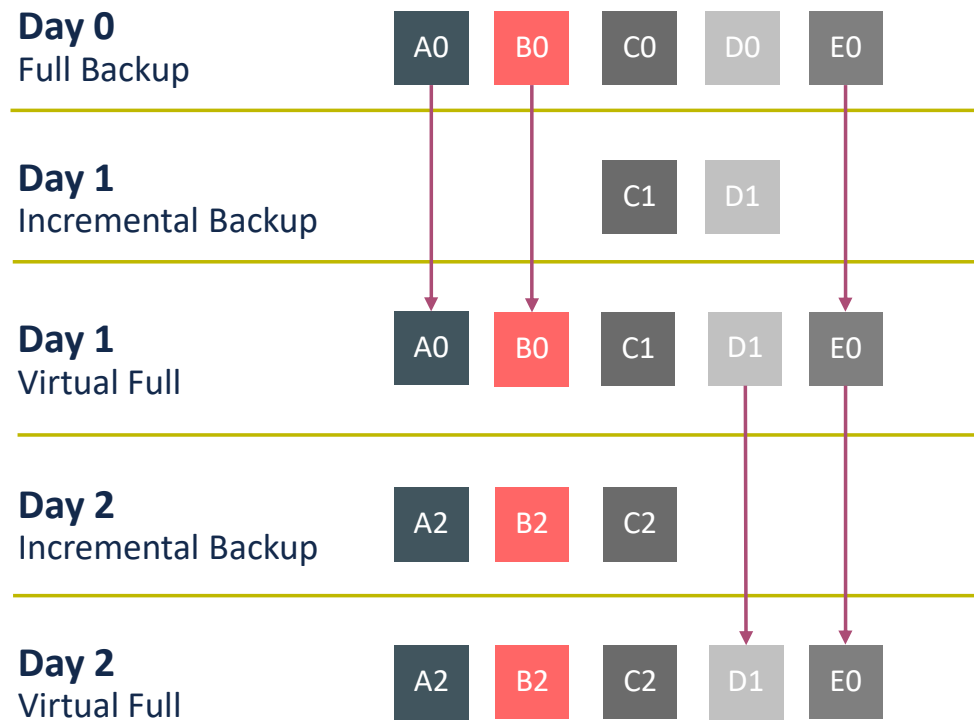 Day 0
Full Backup
A0 B0 C0 D0 E0
Day 1
Incremental Backup
C1 D1
Day 1
Virtual Full
A0 B0 C1 D1 E0
Day 2
Incremental Backup
A2 B2 C2
Day 2
Virtual Full
A2 B2 C2 D1 E0